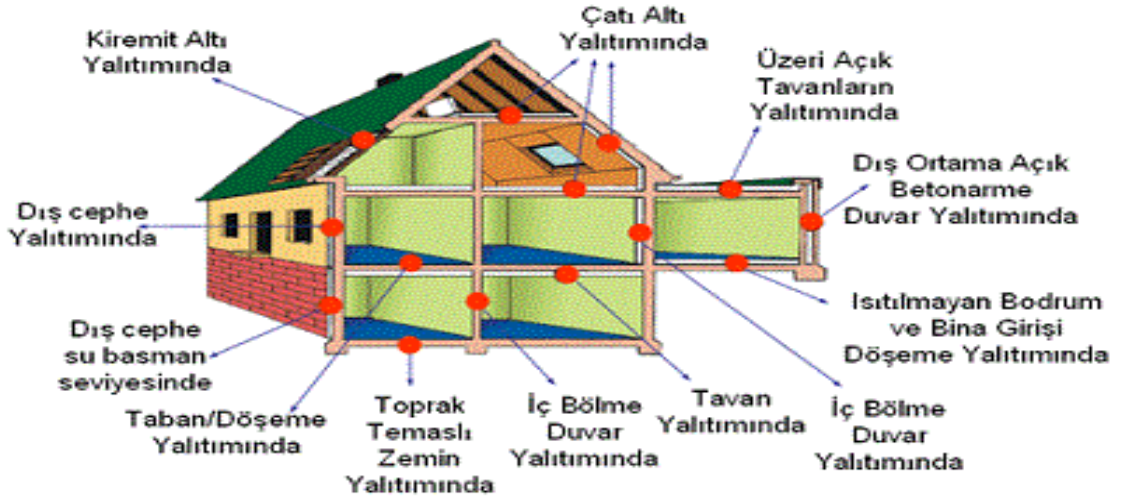 Kiremit Altı
Yalıtımında
Çatı Altı
Yalıtımında
Üzeri Açık
Tavanların
Yalıtımında
Dış Ortama Açık
Betonarme
Duvar Yalıtımında
Dış cephe
Yalıtımında
Isıtılmayan Bodrum
ve Bina Girişi
Döşeme Yalıtımında
Dış cephe
su basman
seviyesinde
Taban/Döşeme
Yalıtımında
Toprak
Temaslı
Zemin
Yalıtımında
İç Bölme
Duvar
Yalıtımında
Tavan
Yalıtımında
İç Bölme
Duvar
Yalıtımında